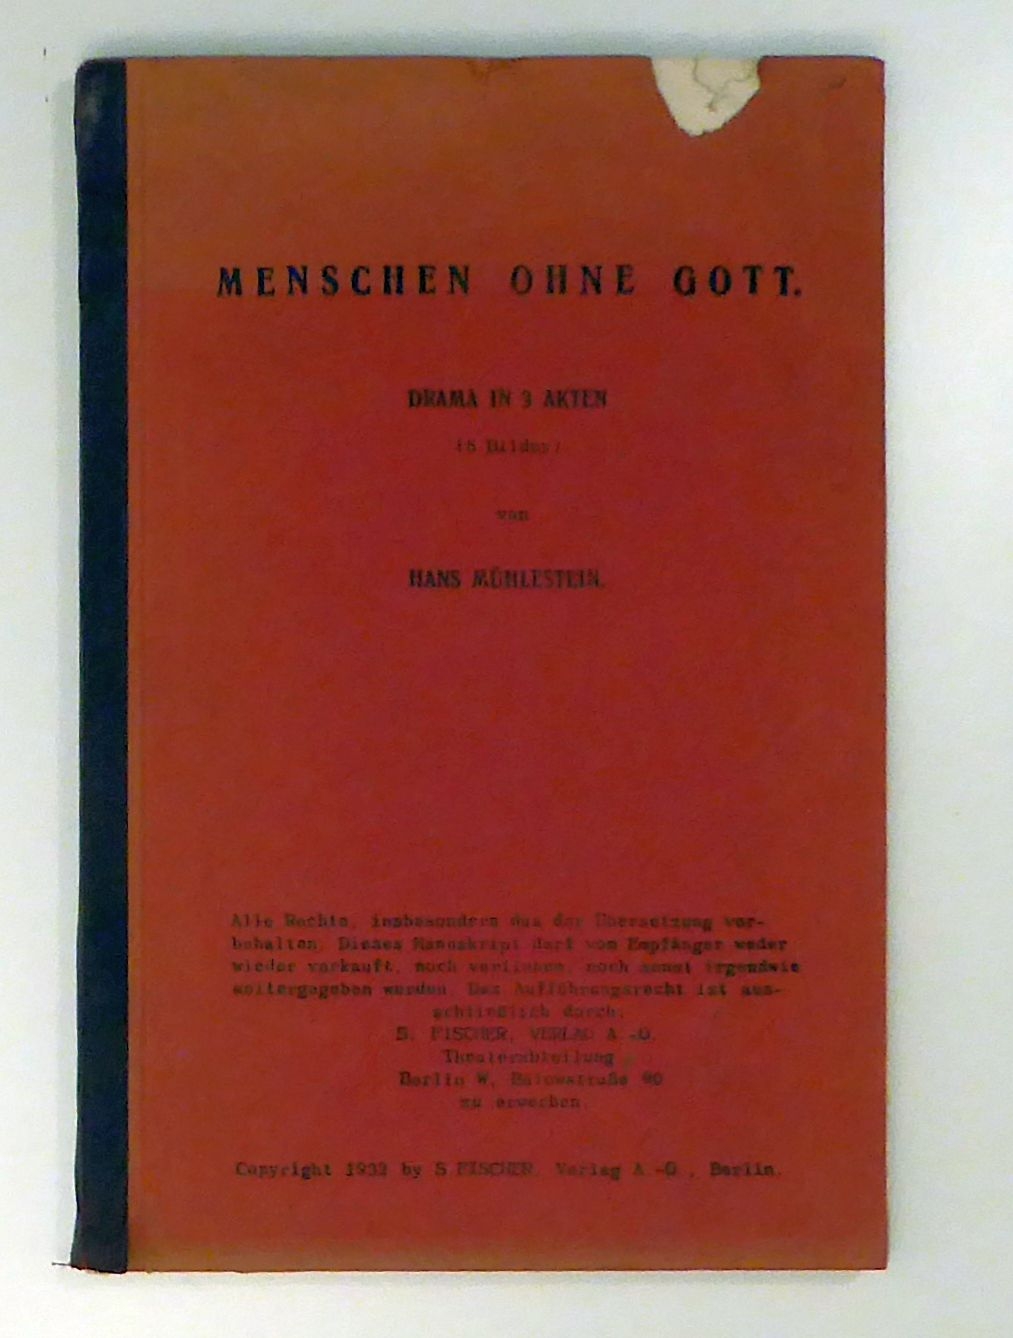 MENSCHEN OHNE GOTT.
DRAMA IN 3 AKTEN
Bilder
von
HANS MÜHLESTEIN.
Alle Rechte, insbesondere das der Übersetzung vor-
behalten. Dieses Manuskript darf vom Empfänger weder
wieder verkauft, noch verliehen, noch sonst irgendwie
weitergegeben werden. Das Aufführungsrecht ist aus-
schließlich durch:
S. FISCHER, VERLAG A.-G.
Theaterabteilung
Berlin W, Bülowstraße 90
zu erwerben.
Copyright 1932 by S.FISCHER, Verlag A.-G., Berlin.